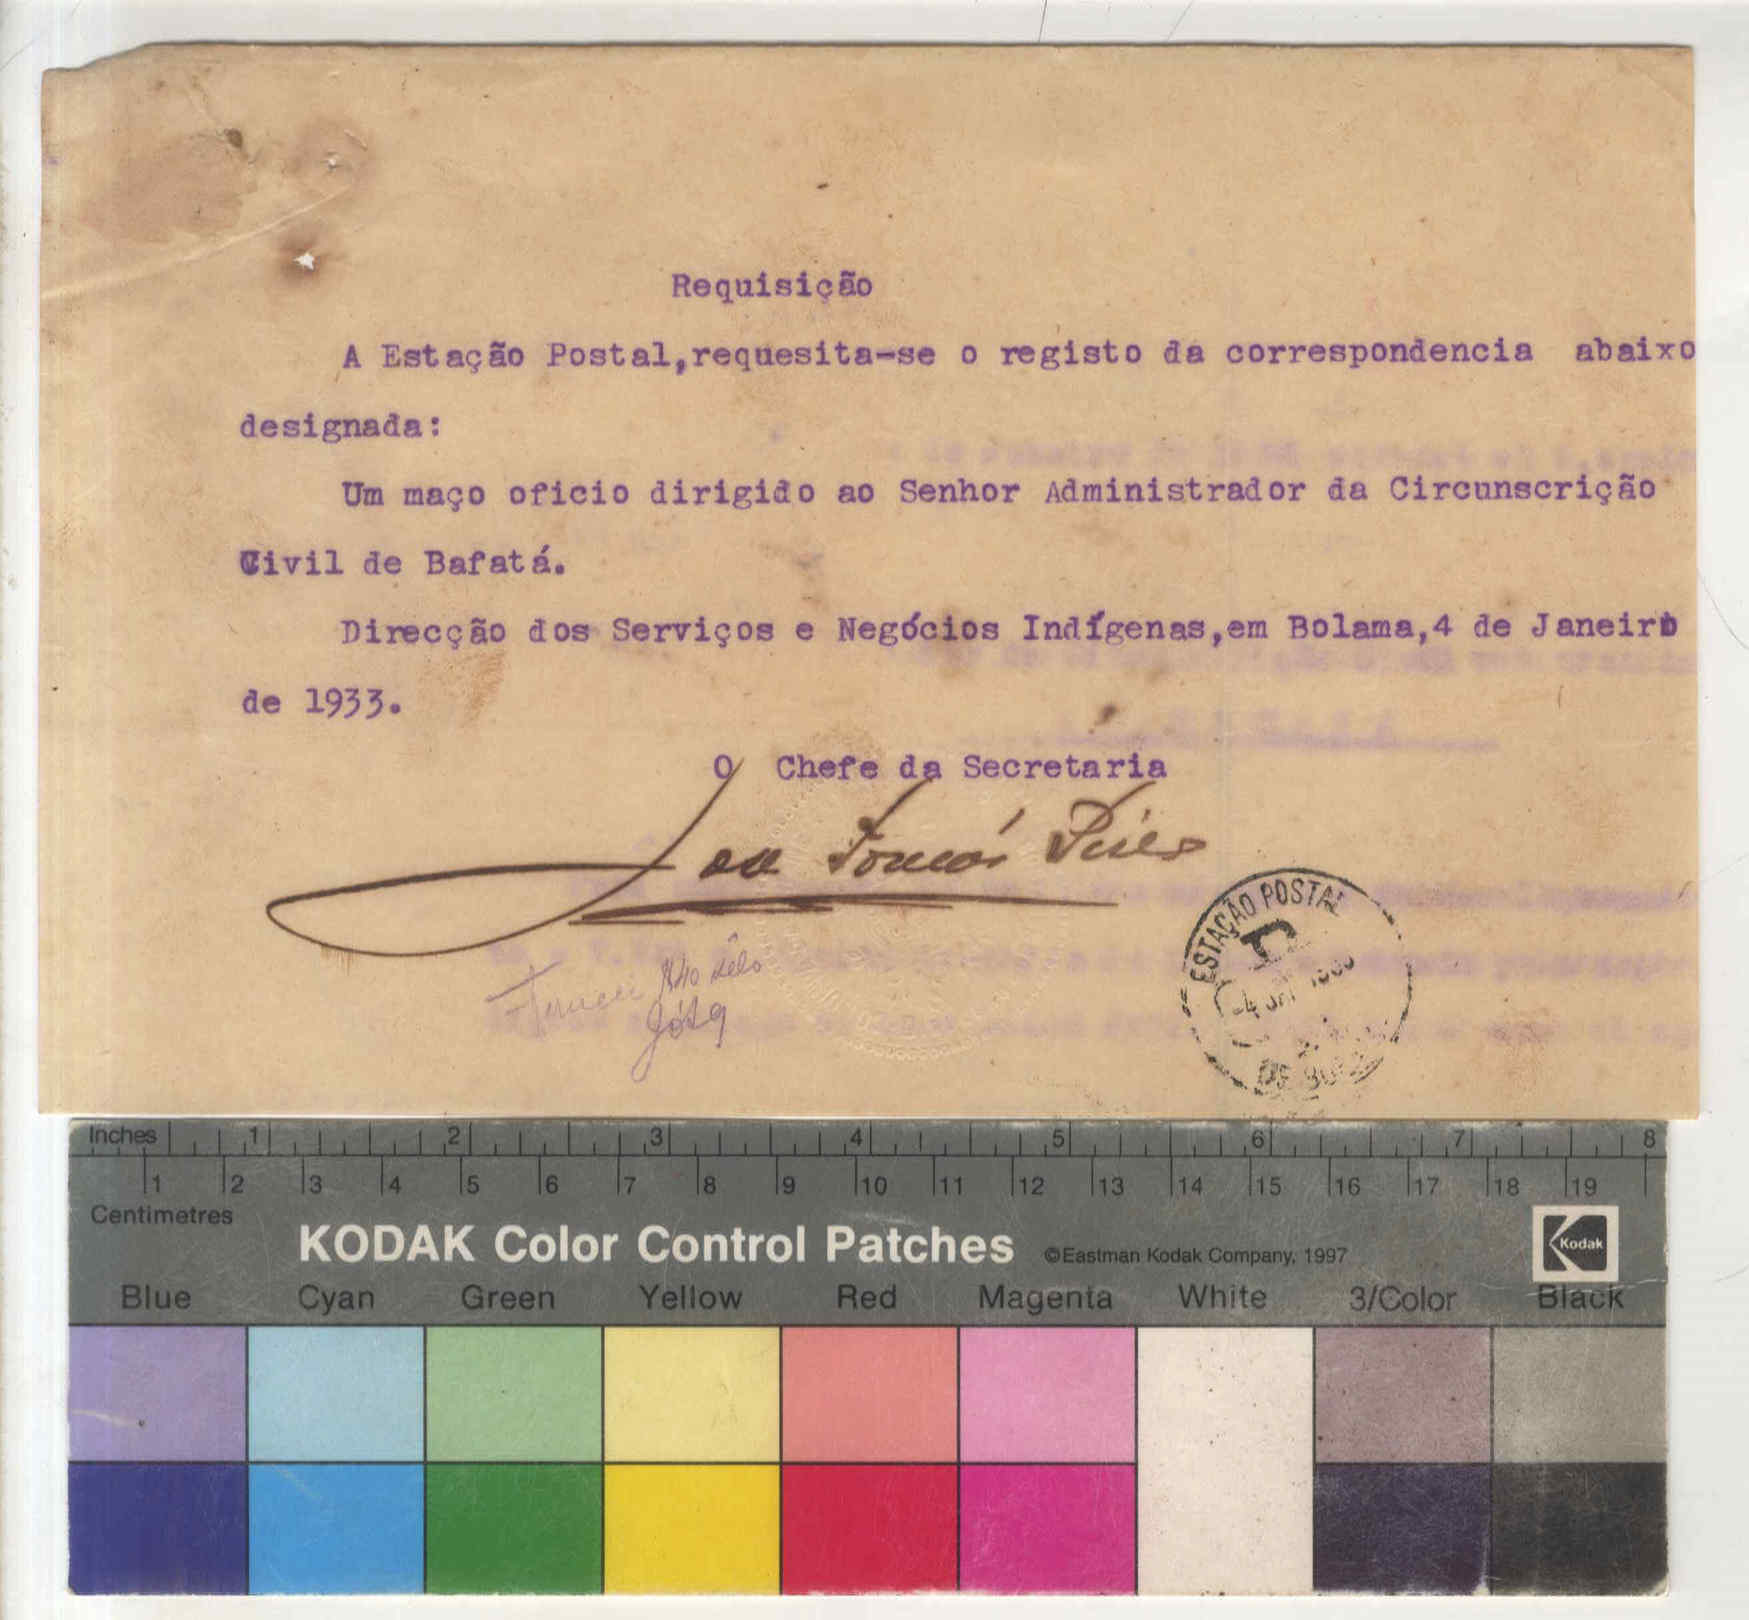 Requisição
A Estação Postal,requesita-se o registo da correspondencia abaixo
designada:
Um maço oficio dirigido ao Senhor Administrador da Circunscrição
Civil de Bafatá.
Direcção dos Serviços e Negócios Indígenas,em Bolama,4 de Janeiro
de 1933.
O Chefe da Secretaria
Tomás Pires
ESTAÇÃO POSTAL
Inches 1 2 3 4 5 6 7 8
1 2 3 4 5 6 7 8 9 10 11 12 13 14 15 16 17 18 19
Centimetres
KODAK Color Control Patches ©Eastman Kodak Company, 1997 Kodak
Blue Cyan Green Yellow Red Magenta White 3/Color Black